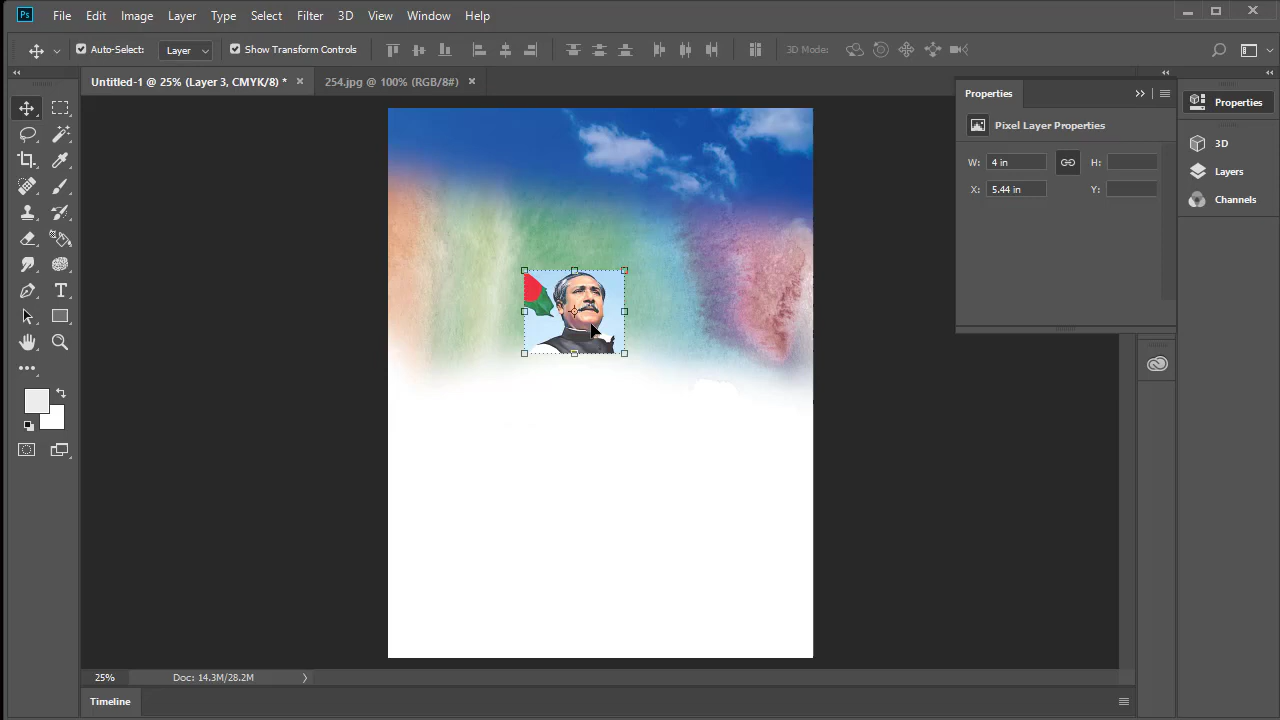 Ps File Edit Image Layer Type Select Filter 3D View Window Help
Auto-Select: Layer Show Transform Controls 3D Mode:
Untitled-1 @ 25% (Layer 3, CMYK/8) * × 254.jpg @ 100% (RGB/8#) ×
Properties
Properties
Pixel Layer Properties
3D
W: 4 in H:
Layers
X: 5.44 in Y:
Channels
25% Doc: 14.3M/28.2M
Timeline